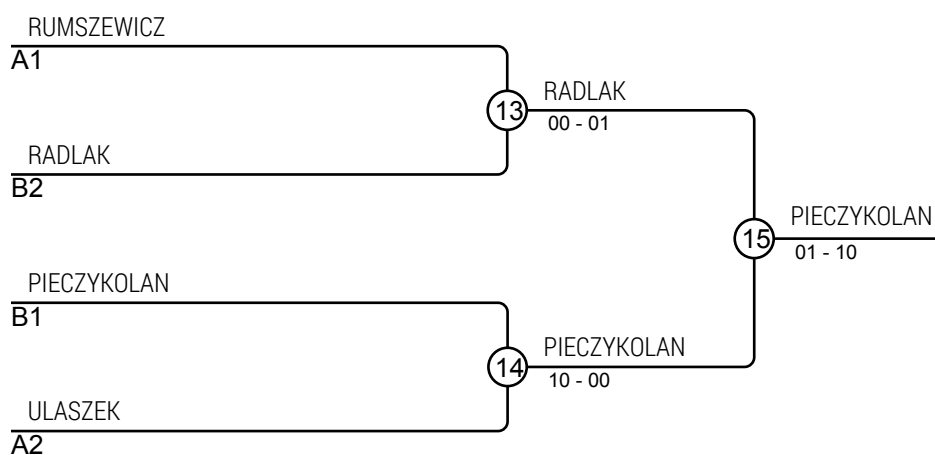 RUMSZEWICZ
A1
13
RADLAK
00 - 01
RADLAK
B2
15
PIECZYKOLAN
01 - 10
PIECZYKOLAN
B1
14
PIECZYKOLAN
10 - 00
ULASZEK
A2